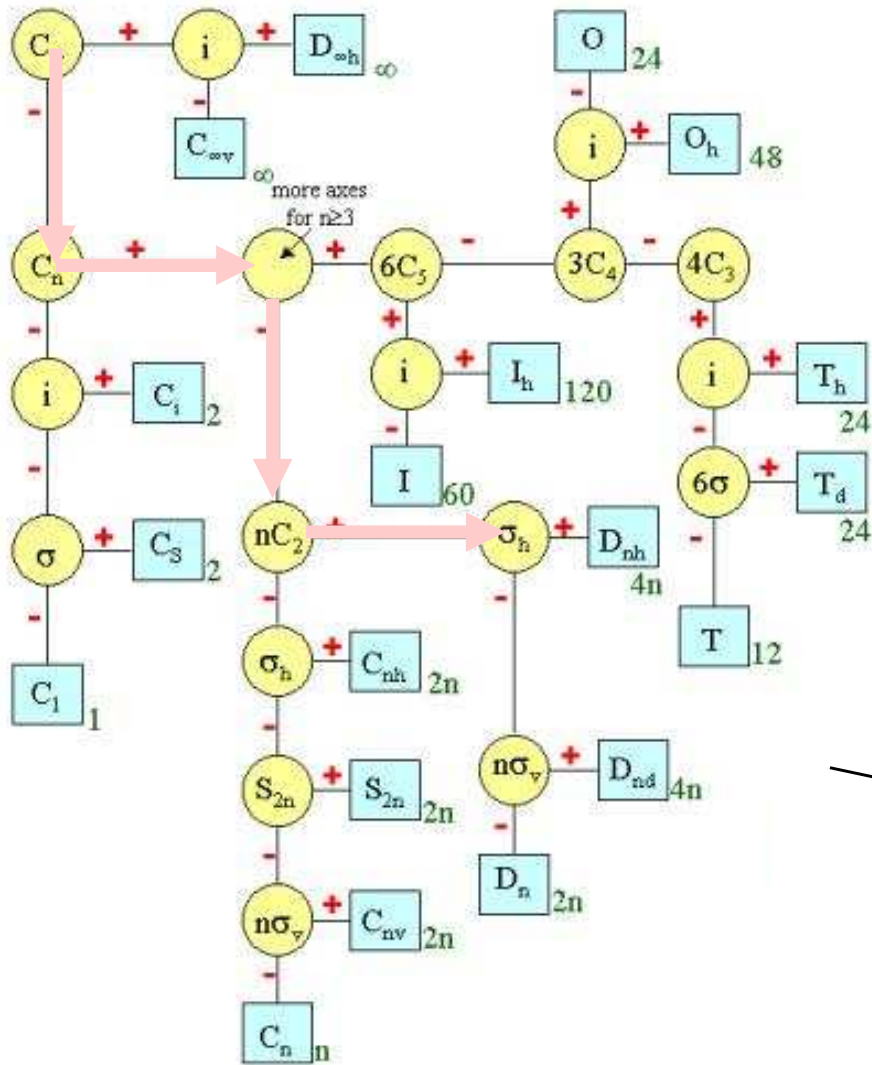 C + i + D∞h ∞
O 24
- - -
C∞v ∞
i + Oh 48
more axes
for n≥3
+
Cn + + 6C5 - 3C4 - 4C3
- - + +
i + Ci 2
i + Ih 120
i + Th 24
- - -
I 60
6σ + Td 24
σ + CS 2
nC2 + σh + Dnh 4n
- - - -
C1 1
σh + Cnh 2n
T 12
-
S2n + S2n 2n
nσv + Dnd 4n
- -
Dn 2n
nσv + Cnv 2n
-
Cn n